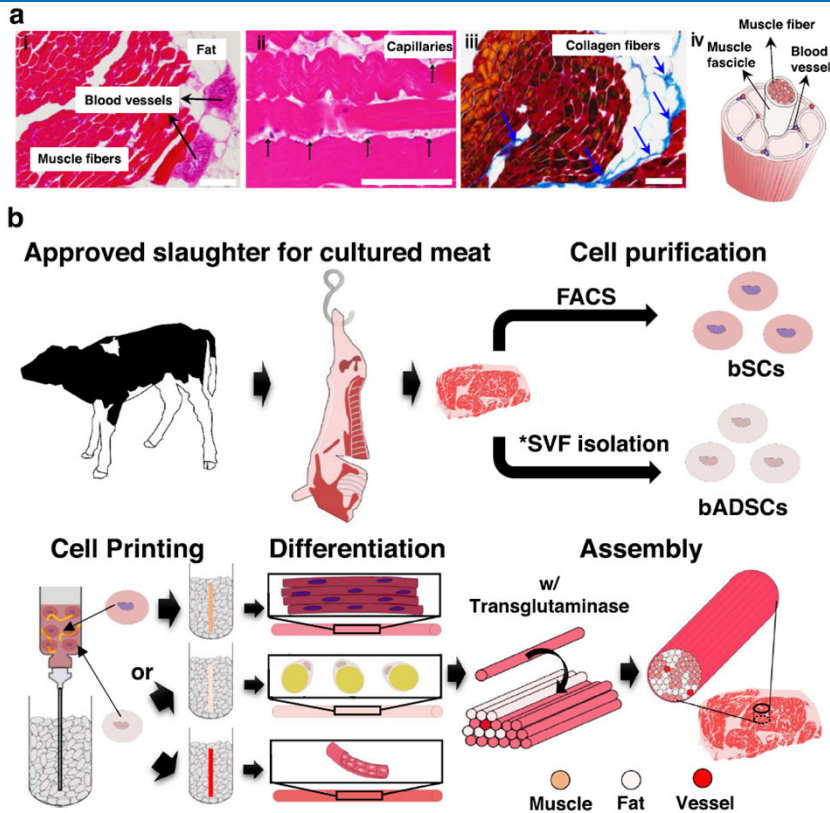 a
i
Fat
Blood vessels
Muscle fibers
ii
Capillaries
iii
Collagen fibers
iv
Muscle fiber
Muscle
fascicle
Blood
vessel
b
Approved slaughter for cultured meat
Cell purification
FACS
bSCs
*SVF isolation
bADSCs
Cell Printing
Differentiation
Assembly
or
w/
Transglutaminase
Muscle
Fat
Vessel